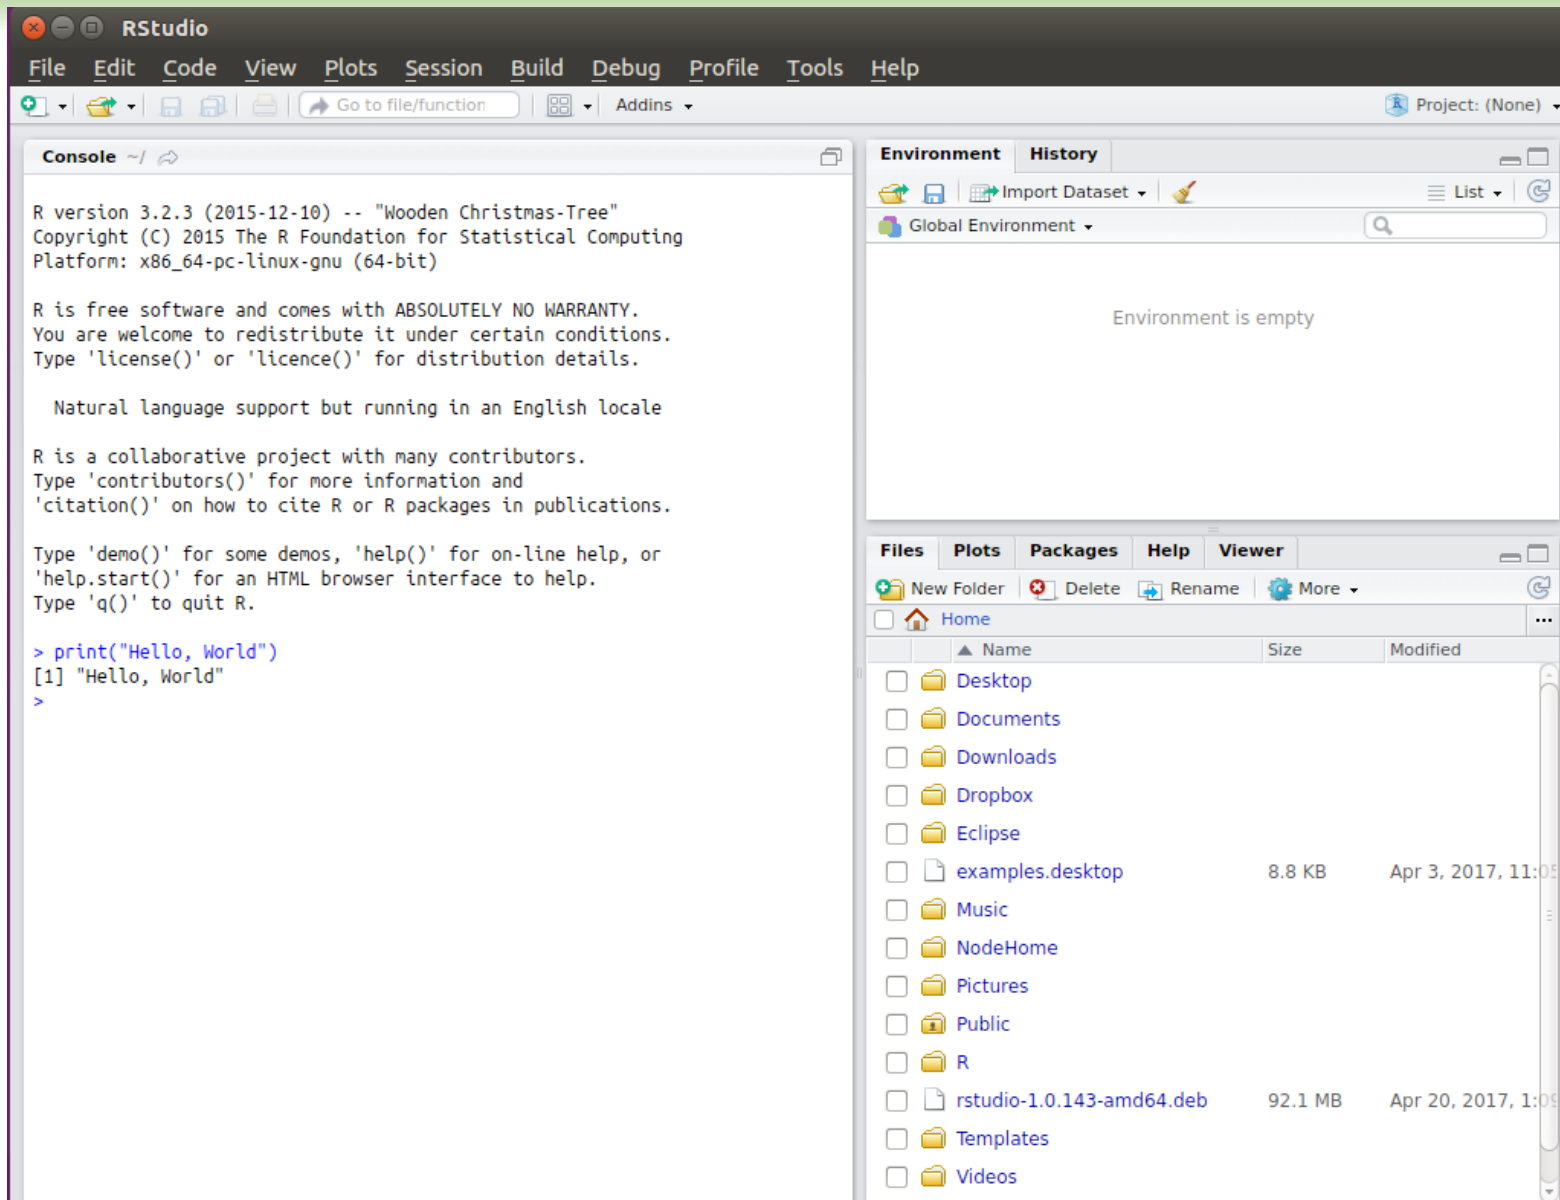 RStudio
File Edit Code View Plots Session Build Debug Profile Tools Help
Go to file/function Addins Project: (None)
Console ~/
R version 3.2.3 (2015-12-10) -- "Wooden Christmas-Tree"
Copyright (C) 2015 The R Foundation for Statistical Computing
Platform: x86_64-pc-linux-gnu (64-bit)
R is free software and comes with ABSOLUTELY NO WARRANTY.
You are welcome to redistribute it under certain conditions.
Type 'license()' or 'licence()' for distribution details.
Natural language support but running in an English locale
R is a collaborative project with many contributors.
Type 'contributors()' for more information and
'citation()' on how to cite R or R packages in publications.
Type 'demo()' for some demos, 'help()' for on-line help, or
'help.start()' for an HTML browser interface to help.
Type 'q()' to quit R.
> print("Hello, World")
[1] "Hello, World"
>
Environment History
Import Dataset List
Global Environment
Environment is empty
Files Plots Packages Help Viewer
New Folder Delete Rename More
Home ...
Name Size Modified
Desktop
Documents
Downloads
Dropbox
Eclipse
examples.desktop 8.8 KB Apr 3, 2017, 11:05
Music
NodeHome
Pictures
Public
R
rstudio-1.0.143-amd64.deb 92.1 MB Apr 20, 2017, 1:09
Templates
Videos